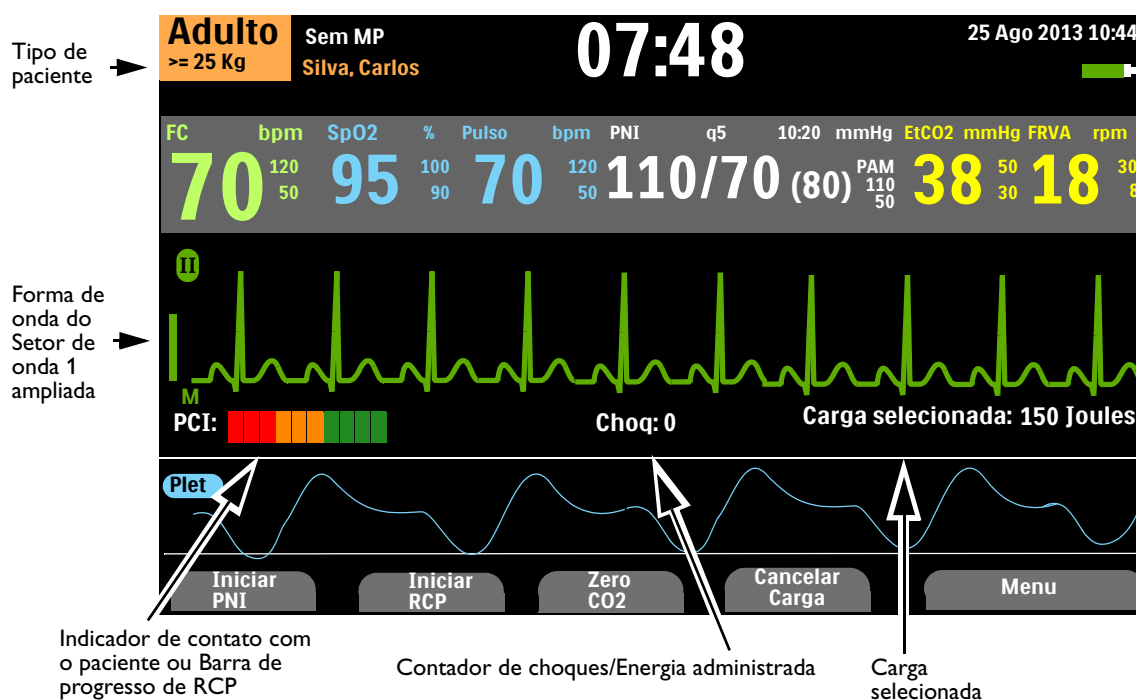 Tipo de
paciente
Adulto
>= 25 Kg
Sem MP
Silva, Carlos
07:48
25 Ago 2013 10:44
FC bpm
70
120
50
SpO2 %
95
100
90
Pulso bpm
70
120
50
PNI q5 10:20 mmHg
110/70 (80)
PAM
110
50
EtCO2 mmHg
38
50
30
FRVA rpm
18
30
8
Forma de
onda do
Setor de
onda 1
ampliada
II
M
PCI:
Choq: 0
Carga selecionada: 150 Joules
Plet
Iniciar
PNI
Iniciar
RCP
Zero
CO2
Cancelar
Carga
Menu
Indicador de contato com
o paciente ou Barra de
progresso de RCP
Contador de choques/Energia administrada
Carga
selecionada